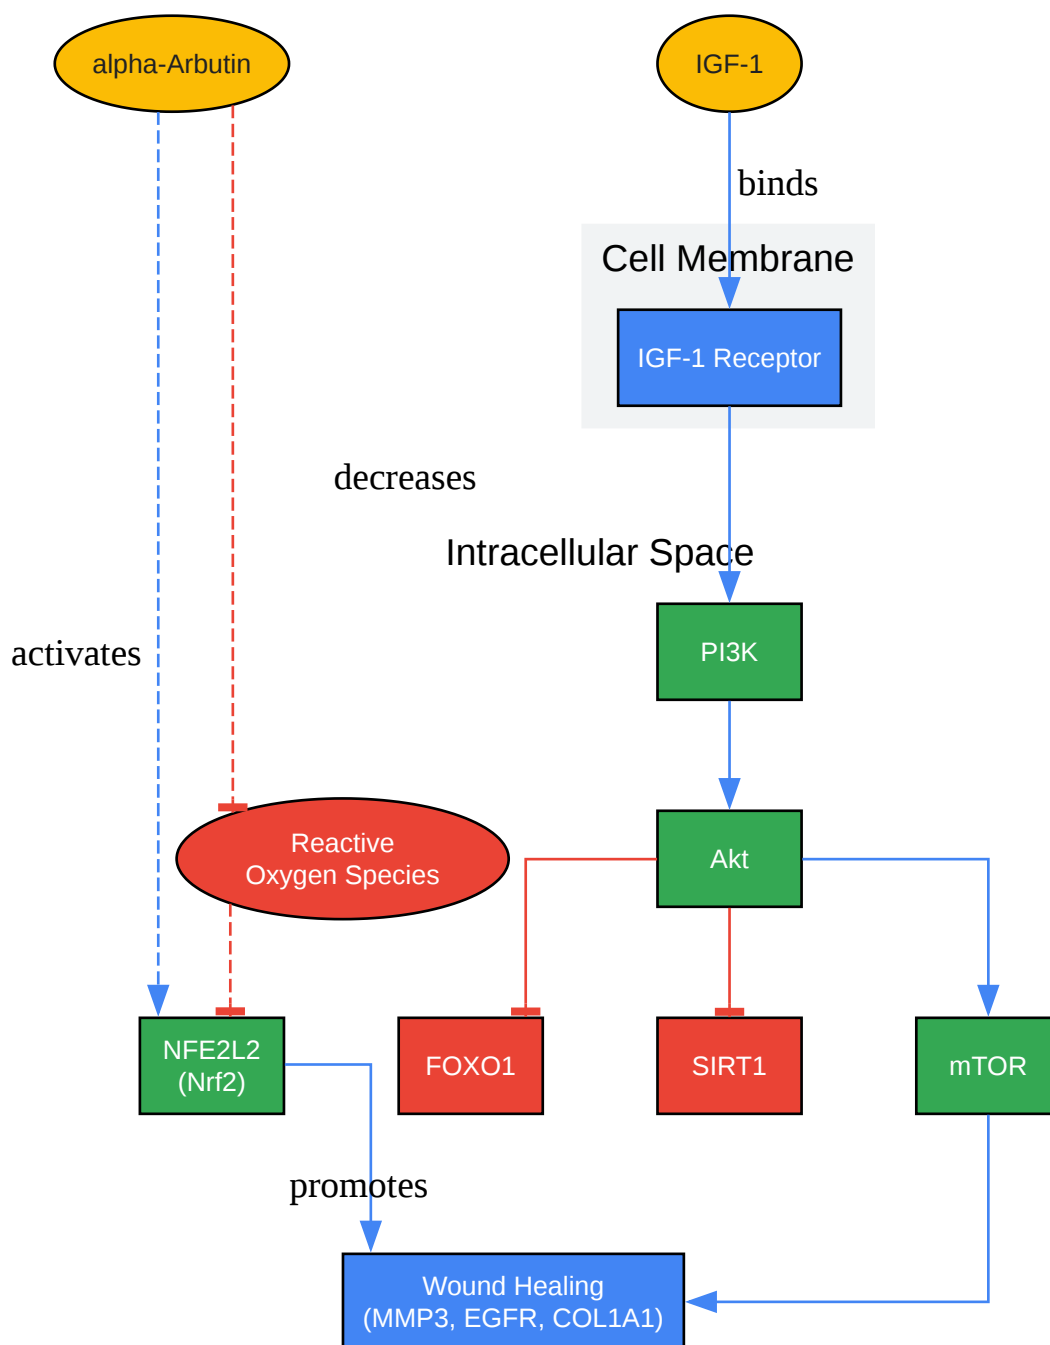 alpha-Arbutin
IGF-1
binds
Cell Membrane
IGF-1 Receptor
decreases
Intracellular Space
activates
PI3K
Reactive
Oxygen Species
Akt
NFE2L2
(Nrf2)
FOXO1
SIRT1
mTOR
promotes
Wound Healing
(MMP3, EGFR, COL1A1)